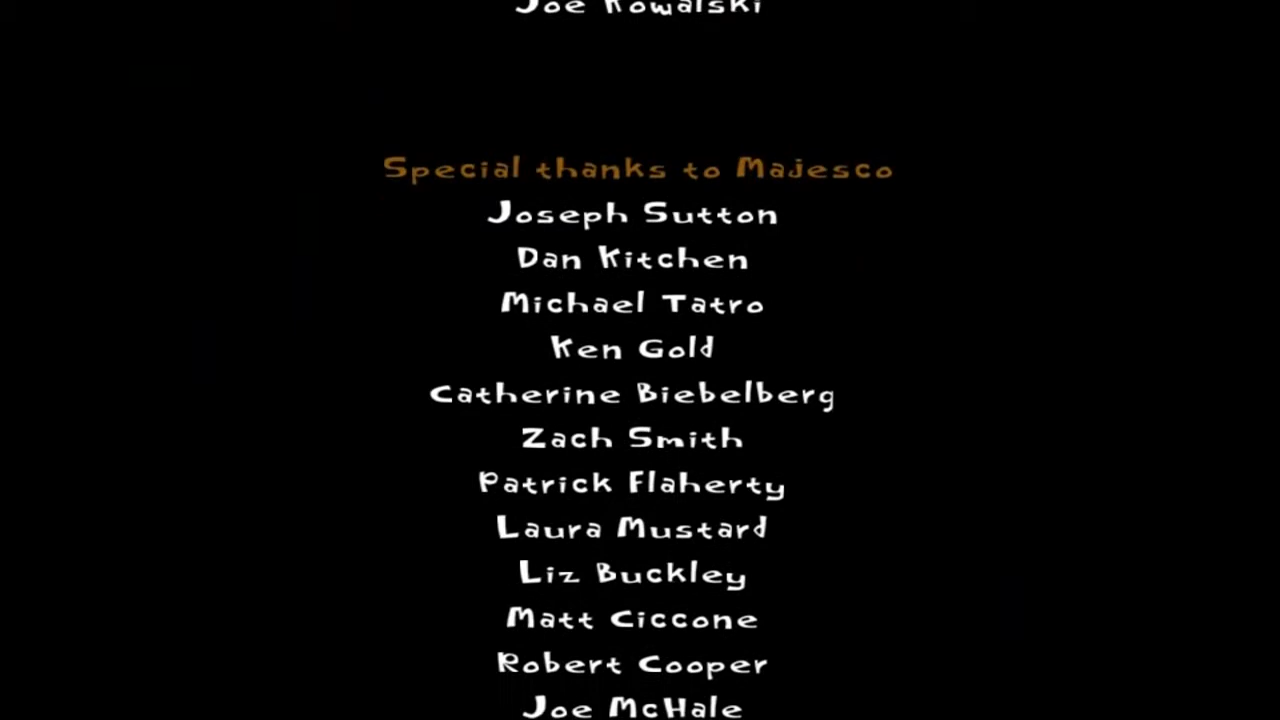 Joe Kowalski
Special thanks to Majesco
Joseph Sutton
Dan Kitchen
Michael Tatro
Ken Gold
Catherine Biebelberg
Zach Smith
Patrick Flaherty
Laura Mustard
Liz Buckley
Matt Ciccone
Robert Cooper
Joe McHale